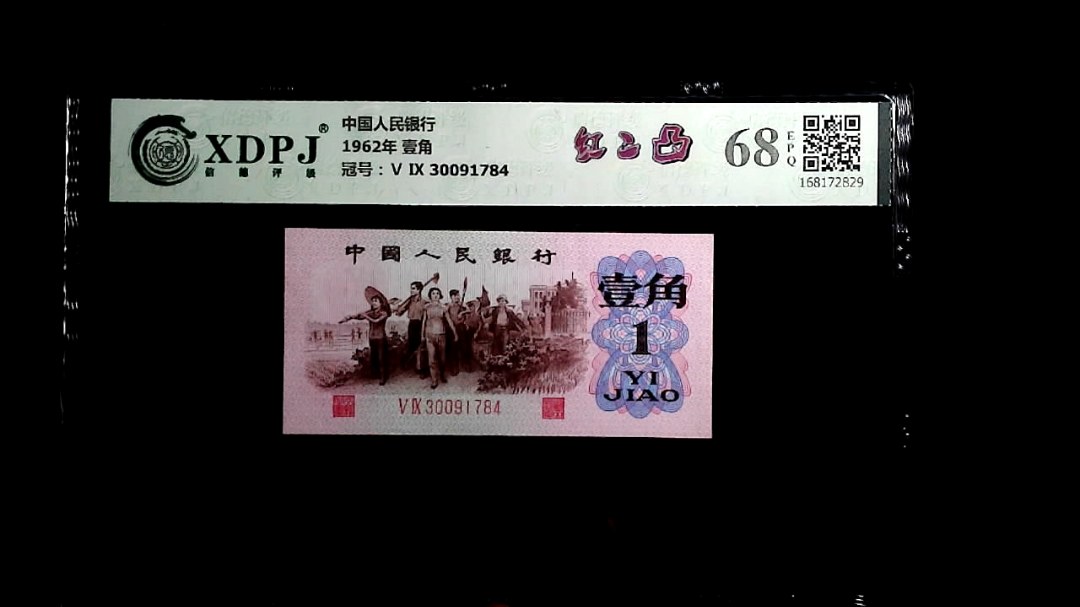 XDPJ®
信德评级
中国人民银行
1962年 壹角
冠号：V IX 30091784
红二凸
68
EPQ
168172829
中國人民銀行
壹角
1
YI
JIAO
V IX 30091784